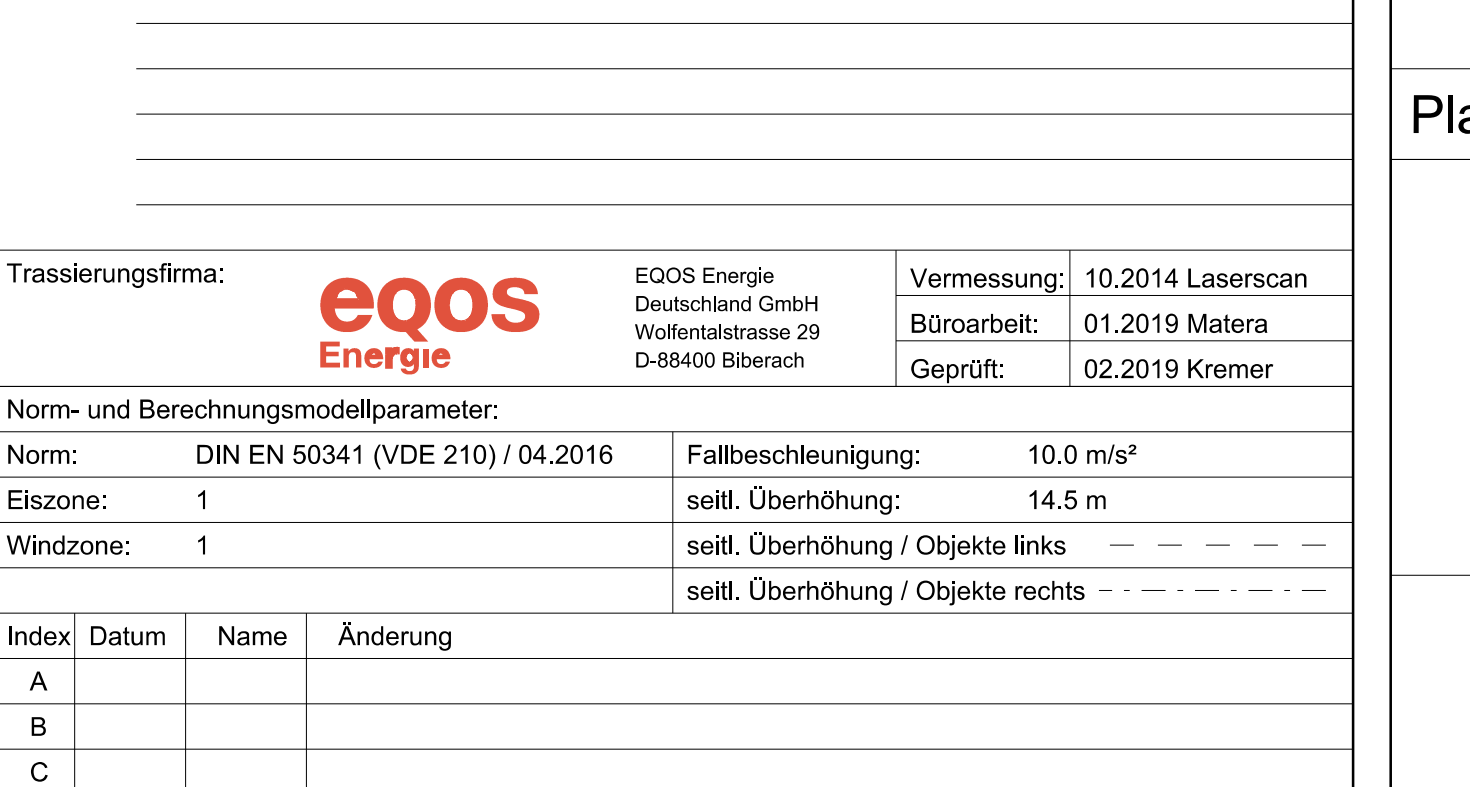 Trassierungsfirma:
eqos
Energie
EQOS Energie
Deutschland GmbH
Wolfentalstrasse 29
D-88400 Biberach
Vermessung: 10.2014 Laserscan
Büroarbeit: 01.2019 Matera
Geprüft: 02.2019 Kremer
Norm- und Berechnungsmodellparameter:
Norm: DIN EN 50341 (VDE 210) / 04.2016 Fallbeschleunigung: 10.0 m/s²
Eiszone: 1 seitl. Überhöhung: 14.5 m
Windzone: 1 seitl. Überhöhung / Objekte links
seitl. Überhöhung / Objekte rechts
Index Datum Name Änderung
A
B
C